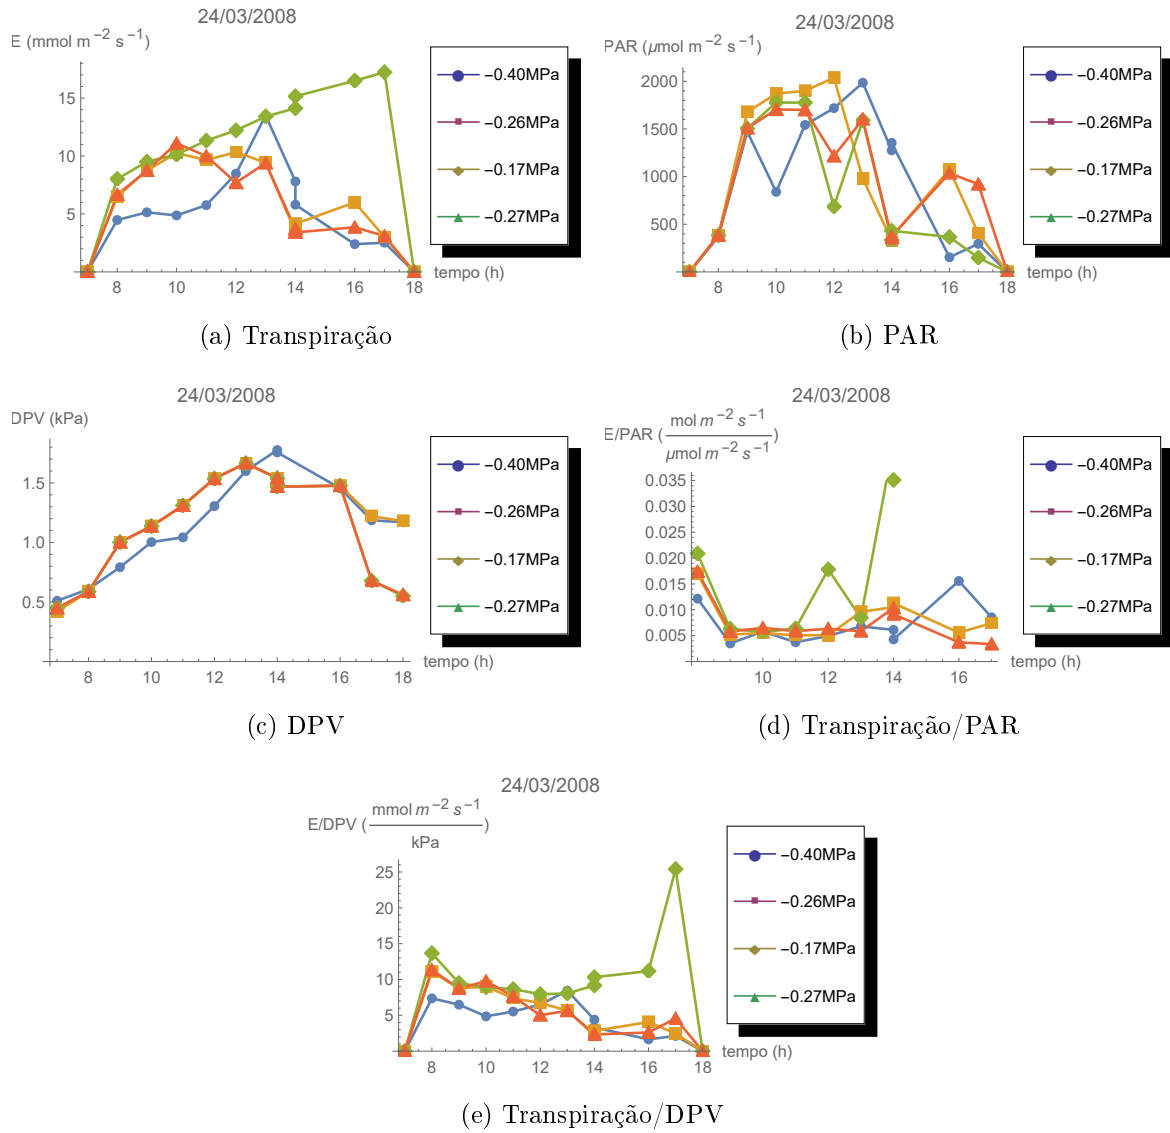 24/03/2008
E (mmol m−2 s−1)
15
10
5
8 10 12 14 16 18
tempo (h)
−0.40MPa
−0.26MPa
−0.17MPa
−0.27MPa
(a) Transpiração
24/03/2008
PAR (μmol m−2 s−1)
2000
1500
1000
500
8 10 12 14 16 18
tempo (h)
−0.40MPa
−0.26MPa
−0.17MPa
−0.27MPa
(b) PAR
24/03/2008
DPV (kPa)
1.5
1.0
0.5
8 10 12 14 16 18
tempo (h)
−0.40MPa
−0.26MPa
−0.17MPa
−0.27MPa
(c) DPV
24/03/2008
E/PAR (mol m−2 s−1 / μmol m−2 s−1)
0.035
0.030
0.025
0.020
0.015
0.010
0.005
10 12 14 16
tempo (h)
−0.40MPa
−0.26MPa
−0.17MPa
−0.27MPa
(d) Transpiração/PAR
24/03/2008
E/DPV (mmol m−2 s−1 / kPa)
25
20
15
10
5
8 10 12 14 16 18
tempo (h)
−0.40MPa
−0.26MPa
−0.17MPa
−0.27MPa
(e) Transpiração/DPV